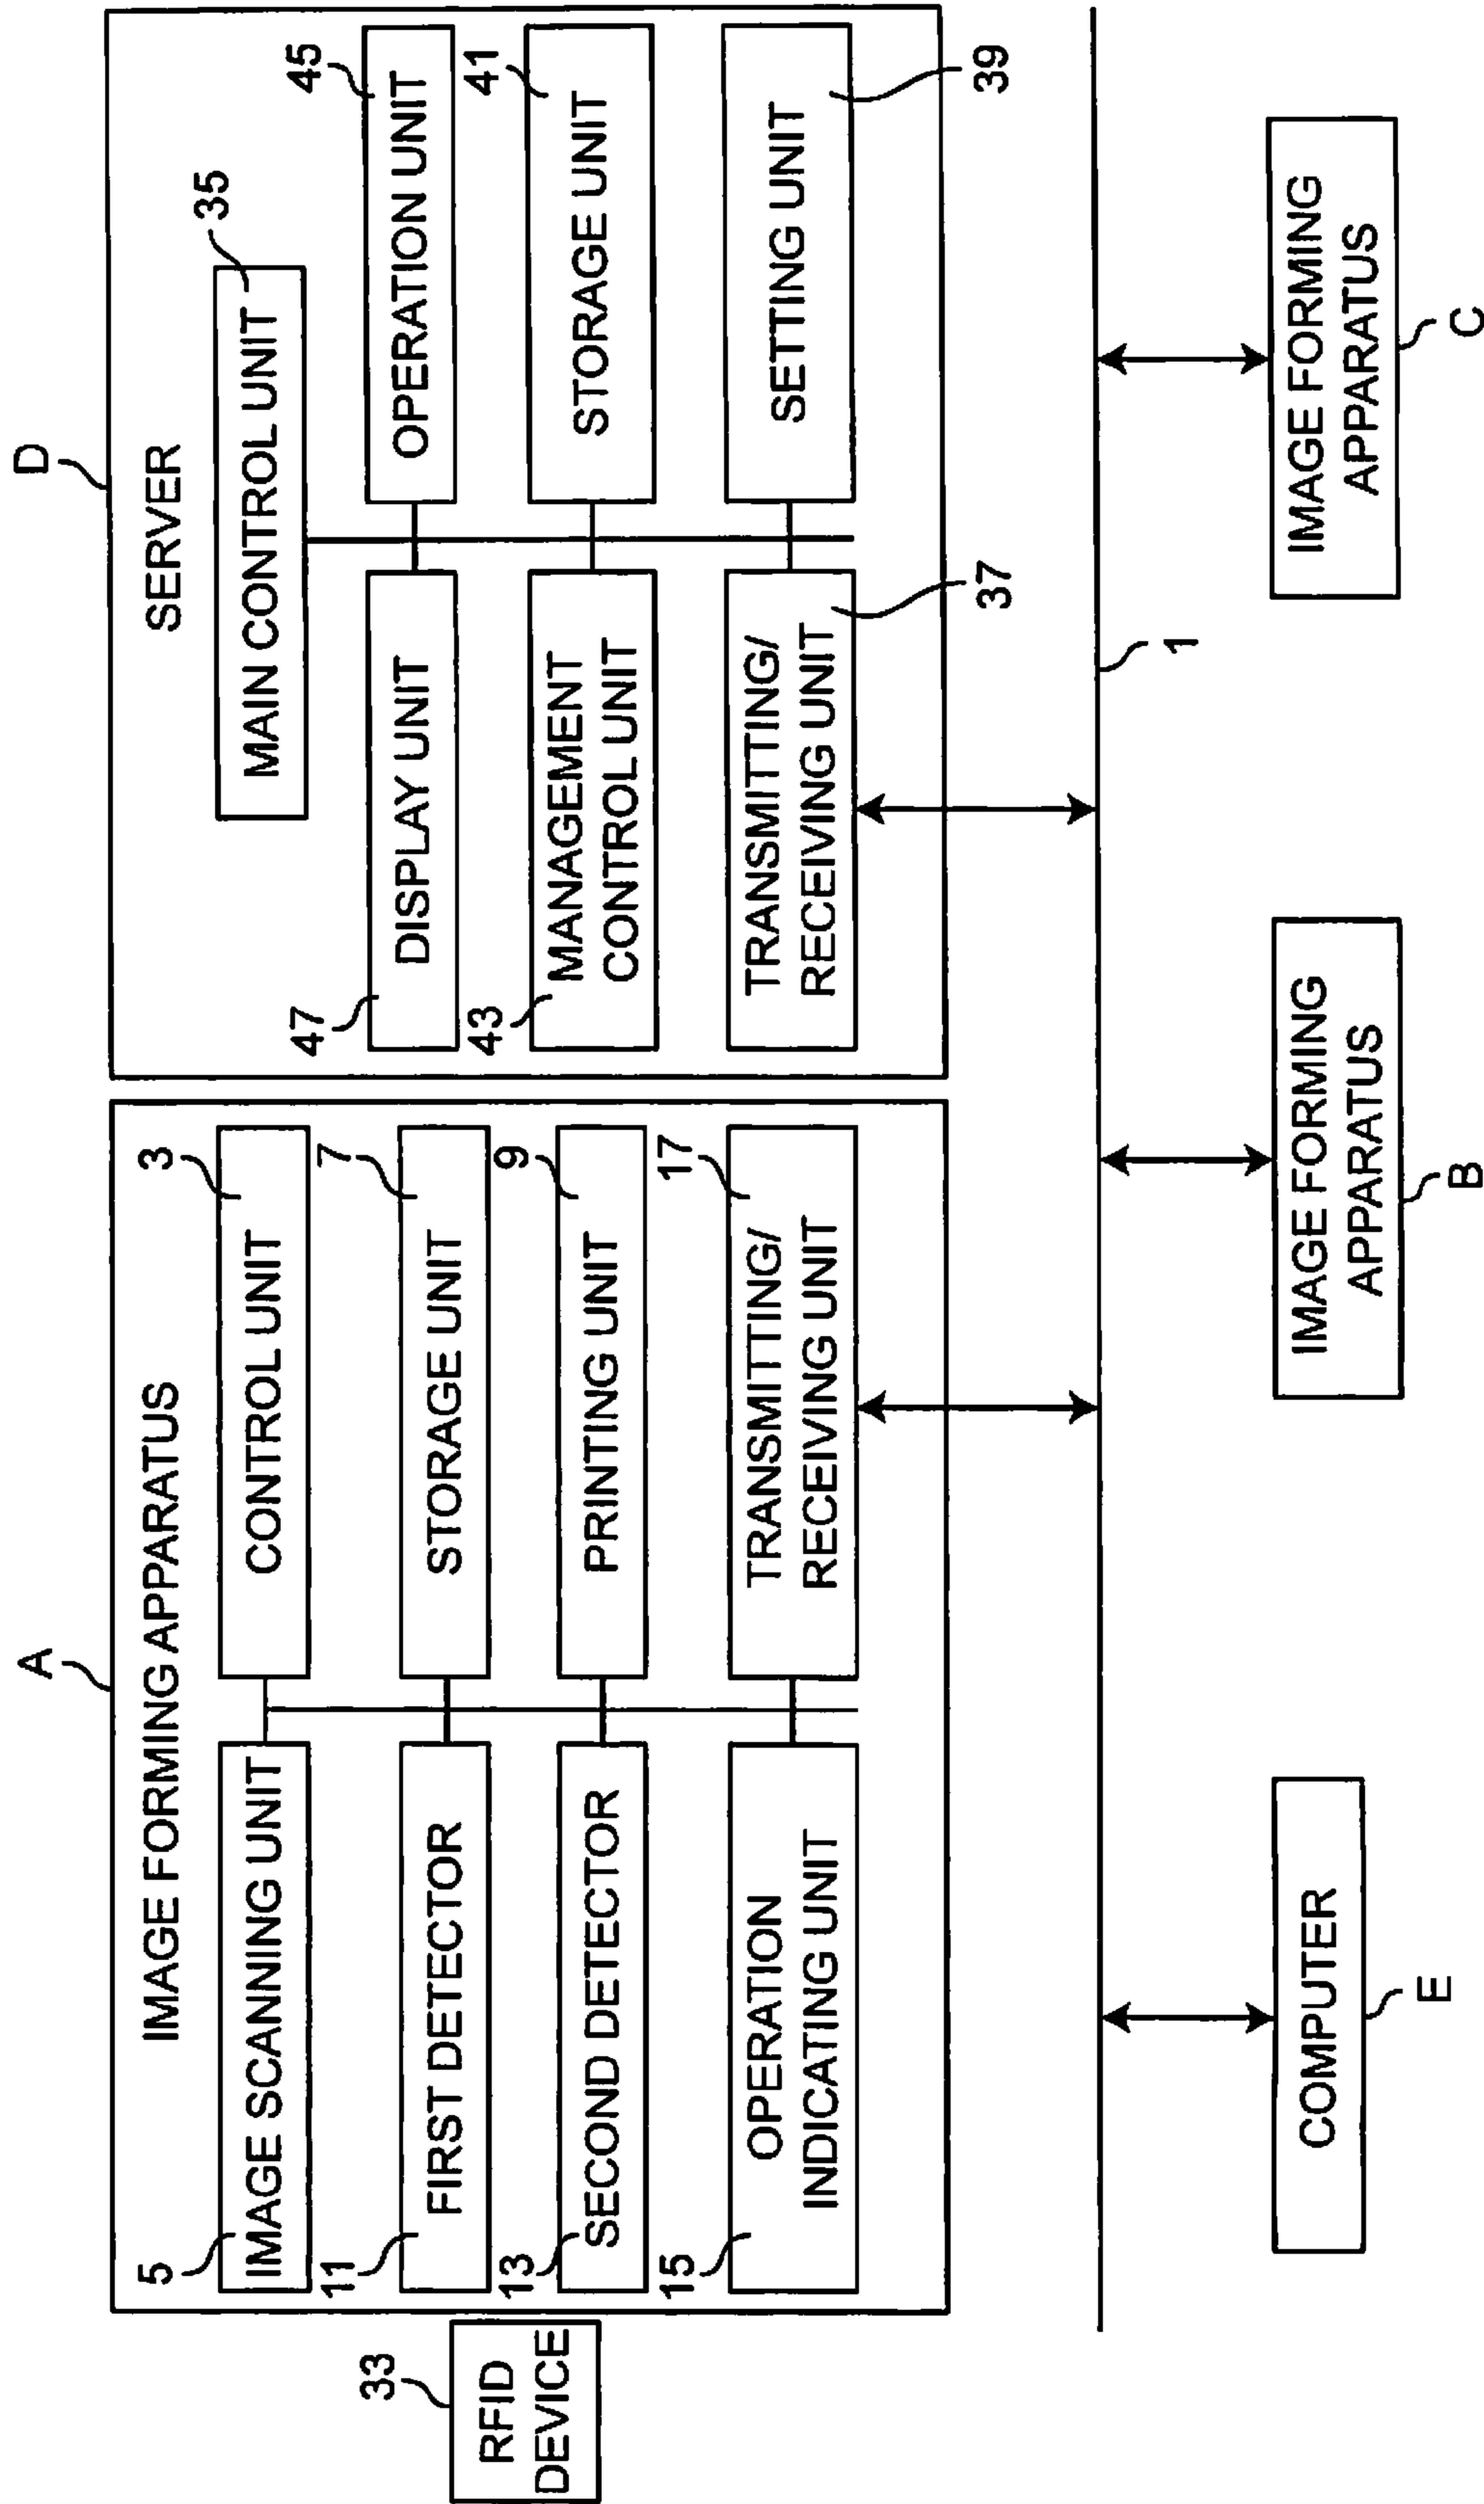 A
IMAGE FORMING APPARATUS
5
IMAGE SCANNING UNIT
3
CONTROL UNIT
33
RFID
DEVICE
11
FIRST DETECTOR
7
STORAGE UNIT
13
SECOND DETECTOR
9
PRINTING UNIT
15
OPERATION
INDICATING UNIT
17
TRANSMITTING/
RECEIVING UNIT
D
SERVER
35
MAIN CONTROL UNIT
47
DISPLAY UNIT
45
OPERATION UNIT
43
MANAGEMENT
CONTROL UNIT
41
STORAGE UNIT
TRANSMITTING/
RECEIVING UNIT
37
SETTING UNIT
39
1
COMPUTER
E
IMAGE FORMING
APPARATUS
B
IMAGE FORMING
APPARATUS
C